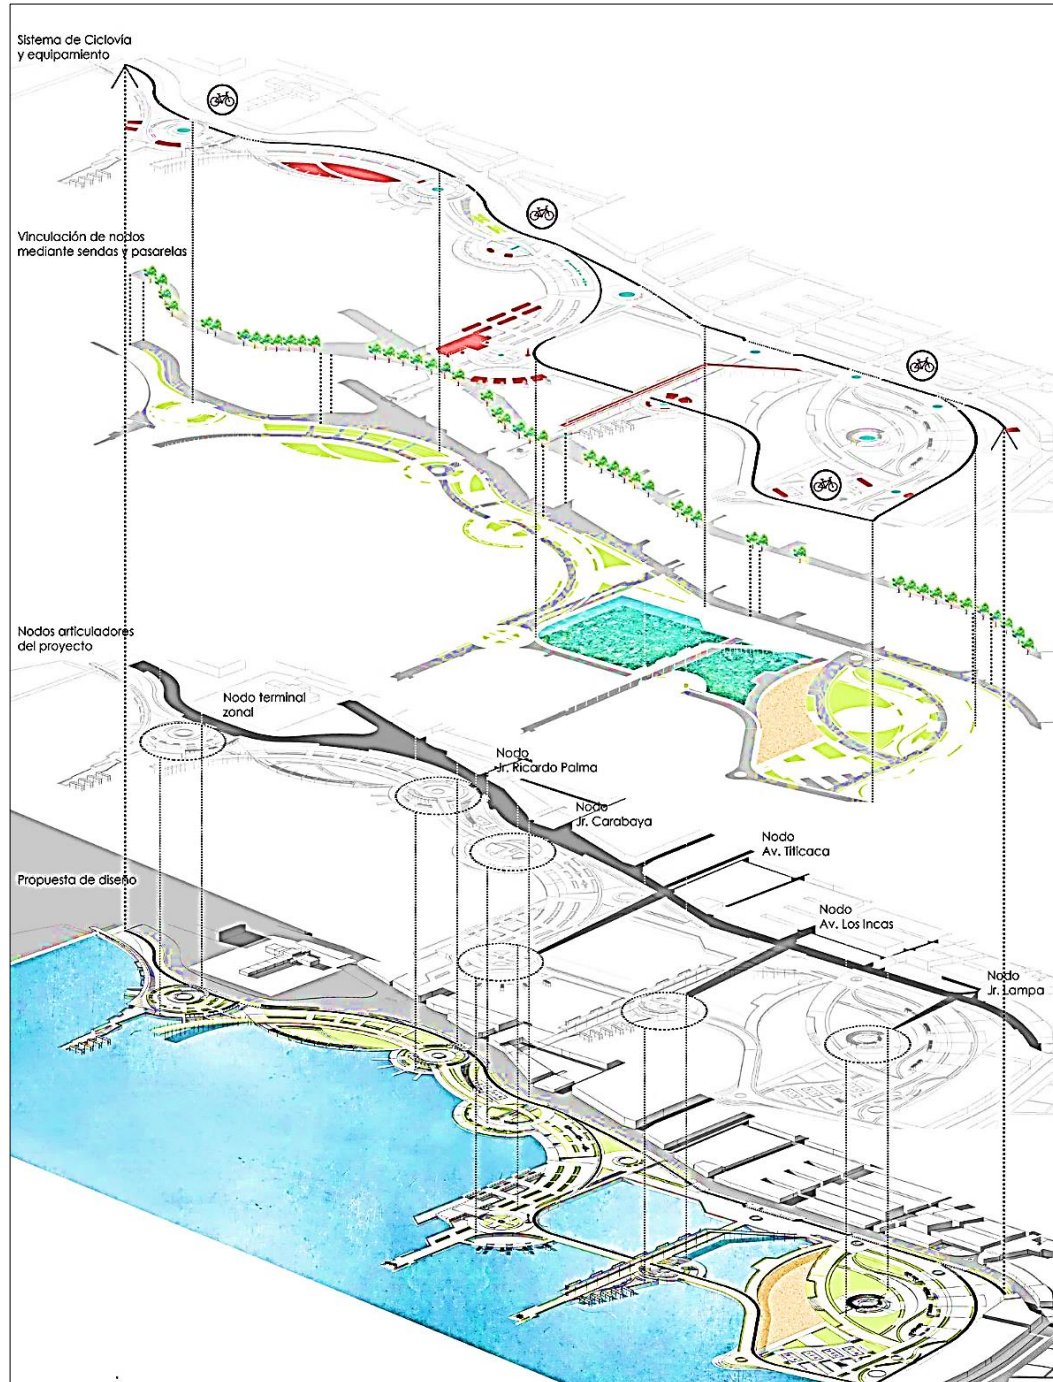 Sistema de Ciclovía
y equipamiento
Vinculación de nodos
mediante sendas y pasarelas
Nodos articuladores
del proyecto
Nodo terminal
zonal
Nodo
Jr. Ricardo Palma
Nodo
Jr. Carabaya
Nodo
Av. Titicaca
Propuesta de diseño
Nodo
Av. Los Incas
Nodo
Jr. Lampa